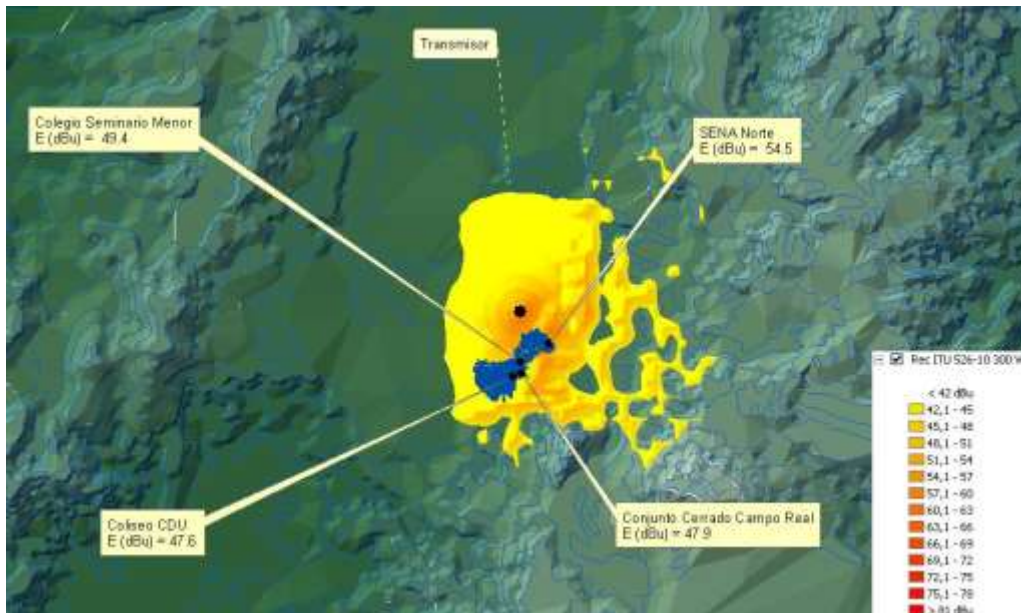 Transmisor
Colegio Seminario Menor
E (dBu) = 49.4
SENA Norte
E (dBu) = 54.5
Coliseo CDU
E (dBu) = 47.6
Conjunto Cerrado Campo Real
E (dBu) = 47.9
Rec ITU 526-10 300 W
< 42 dBu
42,1 - 45
45,1 - 48
48,1 - 51
51,1 - 54
54,1 - 57
57,1 - 60
60,1 - 63
63,1 - 66
66,1 - 69
69,1 - 72
72,1 - 75
75,1 - 78
> 81 dBu